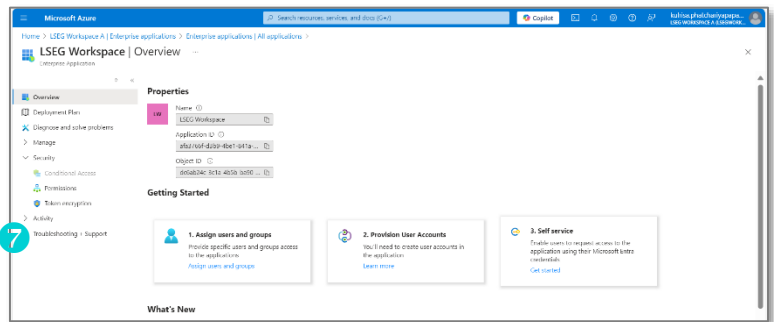 Microsoft Azure
Search resources, services, and docs (G+/)
Copilot
LSEG WORKSPACE A (LSEGWORK...
Home > LSEG Workspace A | Enterprise applications > Enterprise applications | All applications >
LSEG Workspace | Overview ...
Enterprise Application
Overview
Deployment Plan
Diagnose and solve problems
Manage
Security
Conditional Access
Permissions
Token encryption
Activity
Troubleshooting + Support
7
Properties
LW
Name
LSEG Workspace
Application ID
Object ID
Getting Started
1. Assign users and groups
Provide specific users and groups access
to the applications
Assign users and groups
2. Provision User Accounts
You'll need to create user accounts in
the application
Learn more
3. Self service
Enable users to request access to the
application using their Microsoft Entra
credentials
Get started
What's New